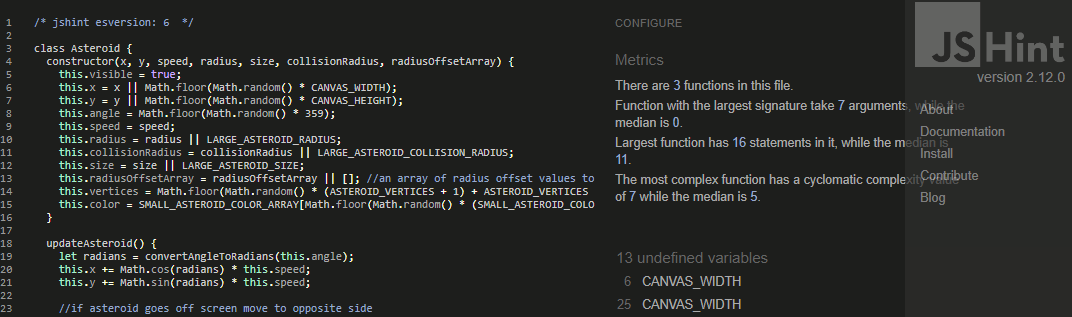 1 /* jshint esversion: 6  */
2
3 class Asteroid {
4   constructor(x, y, speed, radius, size, collisionRadius, radiusOffsetArray) {
5     this.visible = true;
6     this.x = x || Math.floor(Math.random() * CANVAS_WIDTH);
7     this.y = y || Math.floor(Math.random() * CANVAS_HEIGHT);
8     this.angle = Math.floor(Math.random() * 359);
9     this.speed = speed;
10     this.radius = radius || LARGE_ASTEROID_RADIUS;
11     this.collisionRadius = collisionRadius || LARGE_ASTEROID_COLLISION_RADIUS;
12     this.size = size || LARGE_ASTEROID_SIZE;
13     this.radiusOffsetArray = radiusOffsetArray || []; //an array of radius offset values to
14     this.vertices = Math.floor(Math.random() * (ASTEROID_VERTICES + 1) + ASTEROID_VERTICES
15     this.color = SMALL_ASTEROID_COLOR_ARRAY[Math.floor(Math.random() * (SMALL_ASTEROID_COLO
16   }
17
18   updateAsteroid() {
19     let radians = convertAngleToRadians(this.angle);
20     this.x += Math.cos(radians) * this.speed;
21     this.y += Math.sin(radians) * this.speed;
22
23     //if asteroid goes off screen move to opposite side
CONFIGURE
Metrics
There are 3 functions in this file.
Function with the largest signature take 7 arguments, while the
median is 0.
Largest function has 16 statements in it, while the median is
11.
The most complex function has a cyclomatic complexity value
of 7 while the median is 5.
13 undefined variables
6 CANVAS_WIDTH
25 CANVAS_WIDTH
JSHint
version 2.12.0
About
Documentation
Install
Contribute
Blog